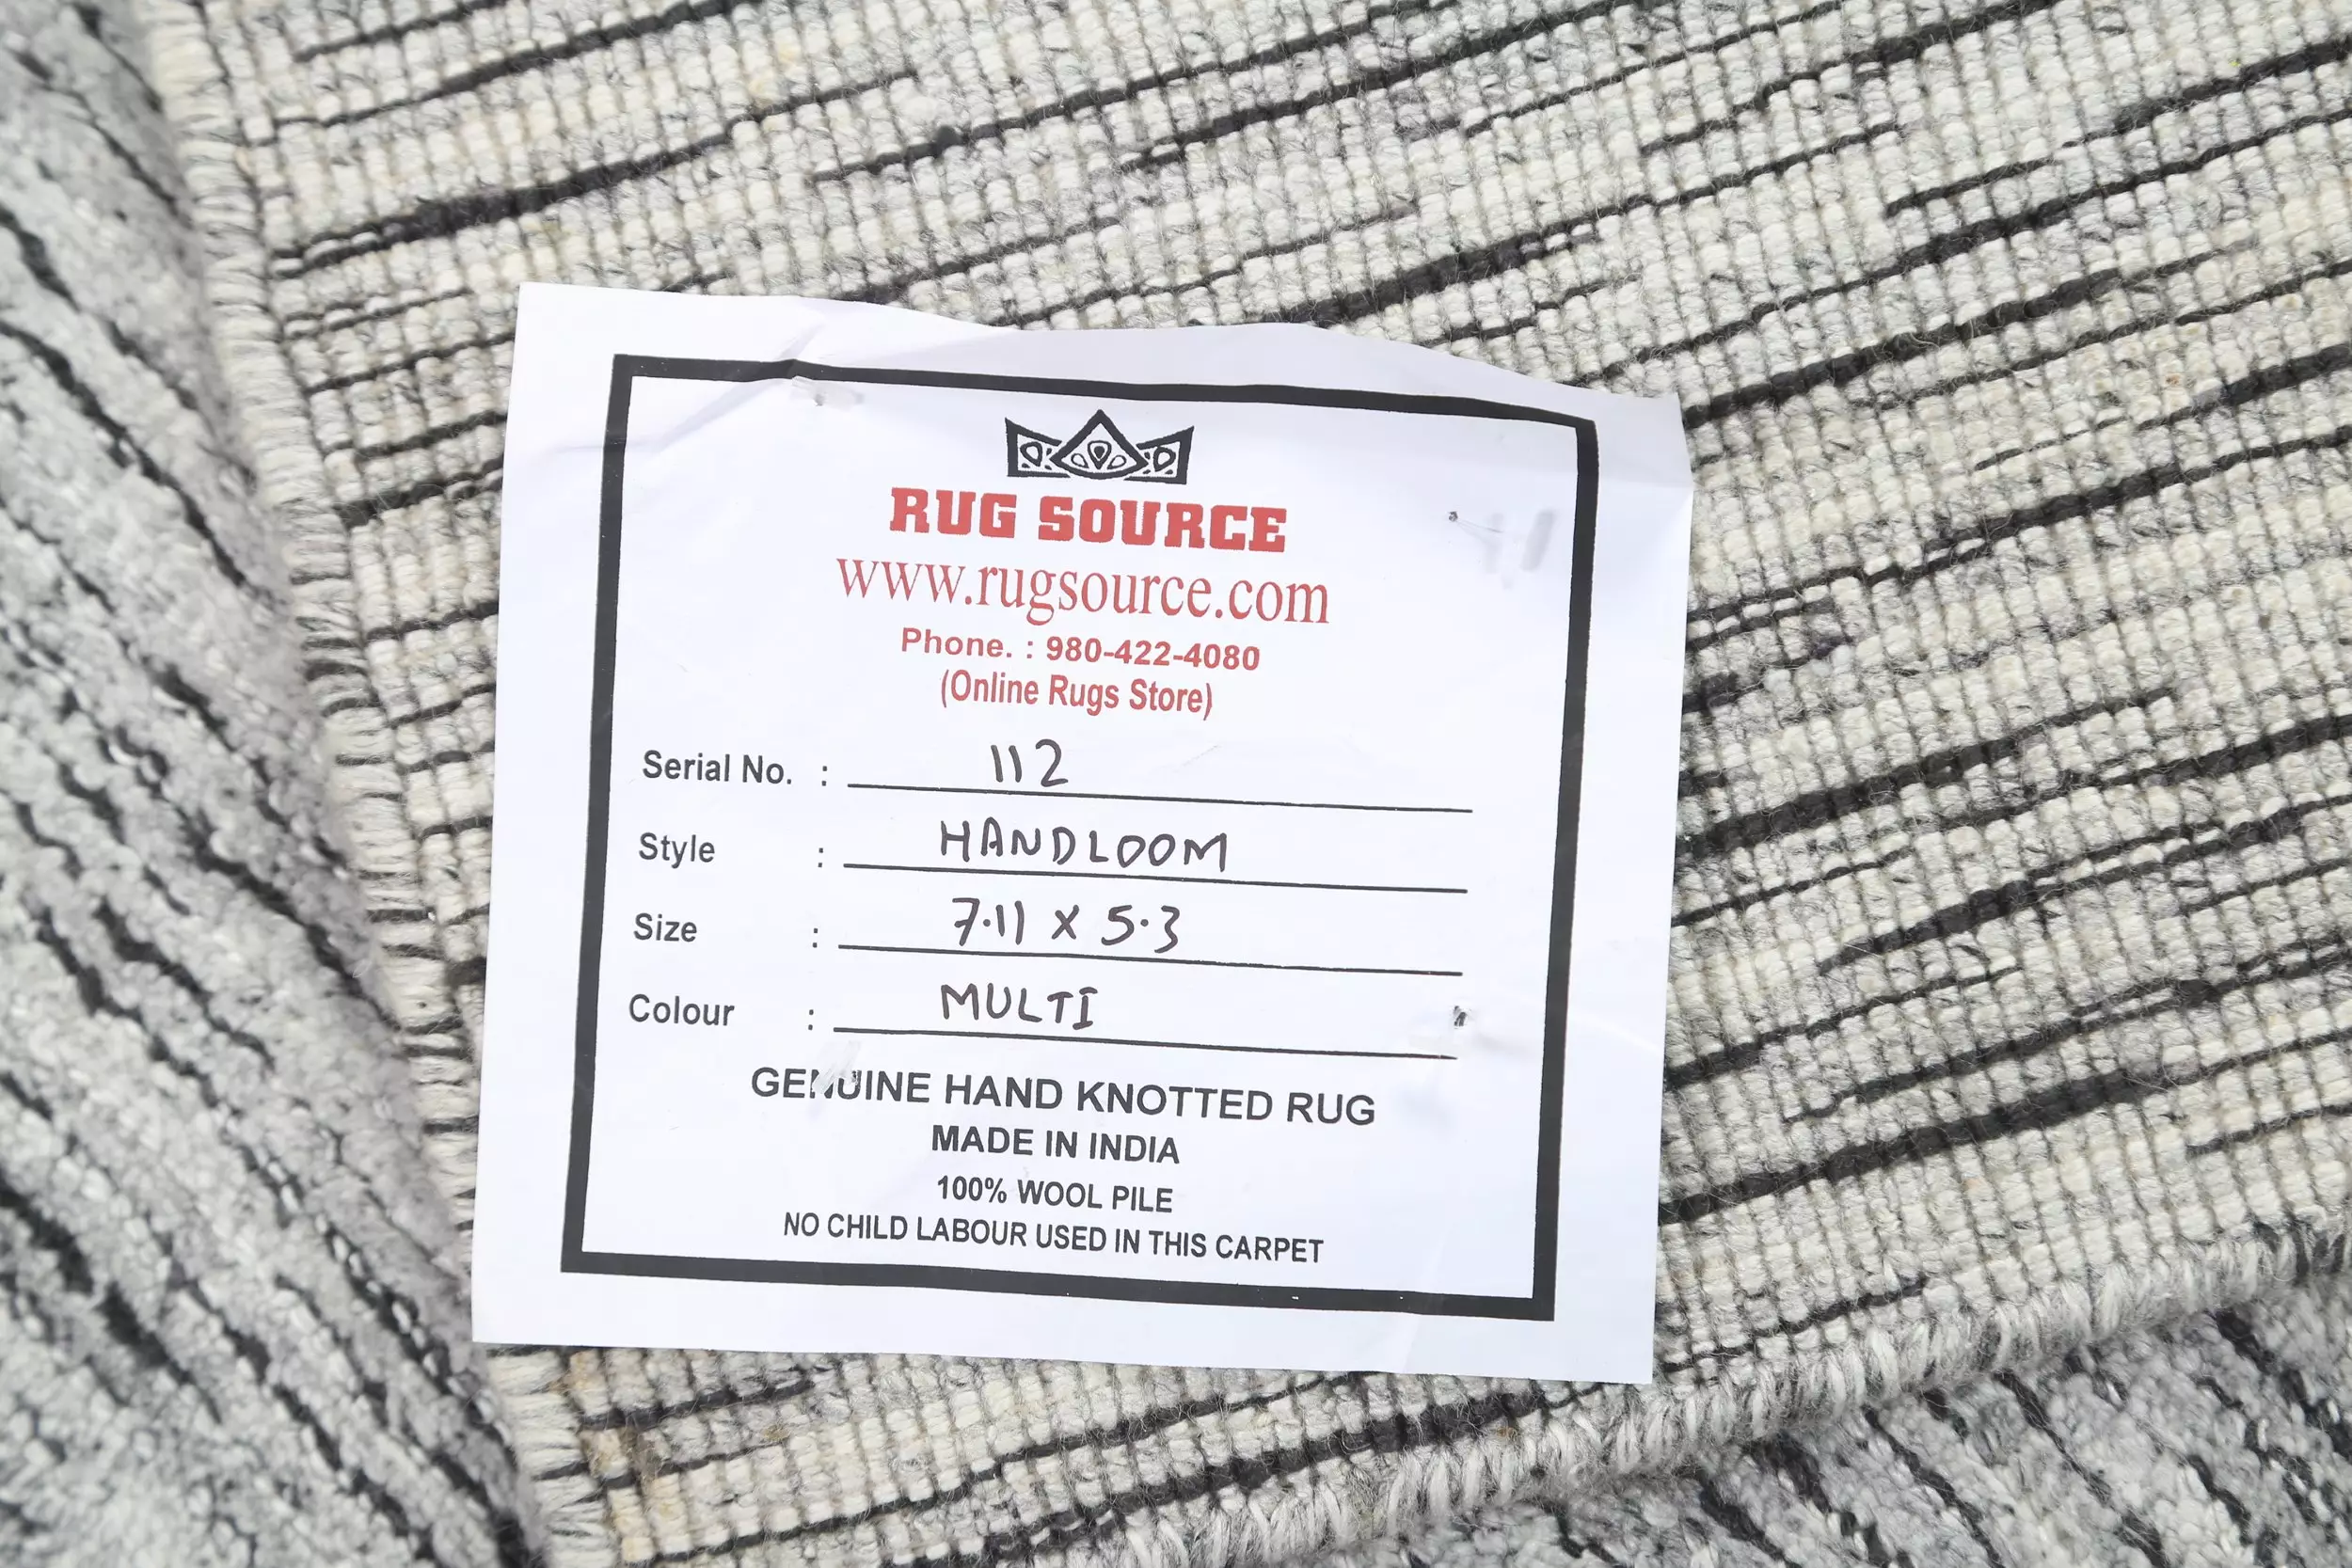 RUG SOURCE
www.rugsource.com
Phone. : 980-422-4080
(Online Rugs Store)
Serial No. : 112
Style : HANDLOOM
Size : 7.11 x 5.3
Colour : MULTI
GENUINE HAND KNOTTED RUG
MADE IN INDIA
100% WOOL PILE
NO CHILD LABOUR USED IN THIS CARPET